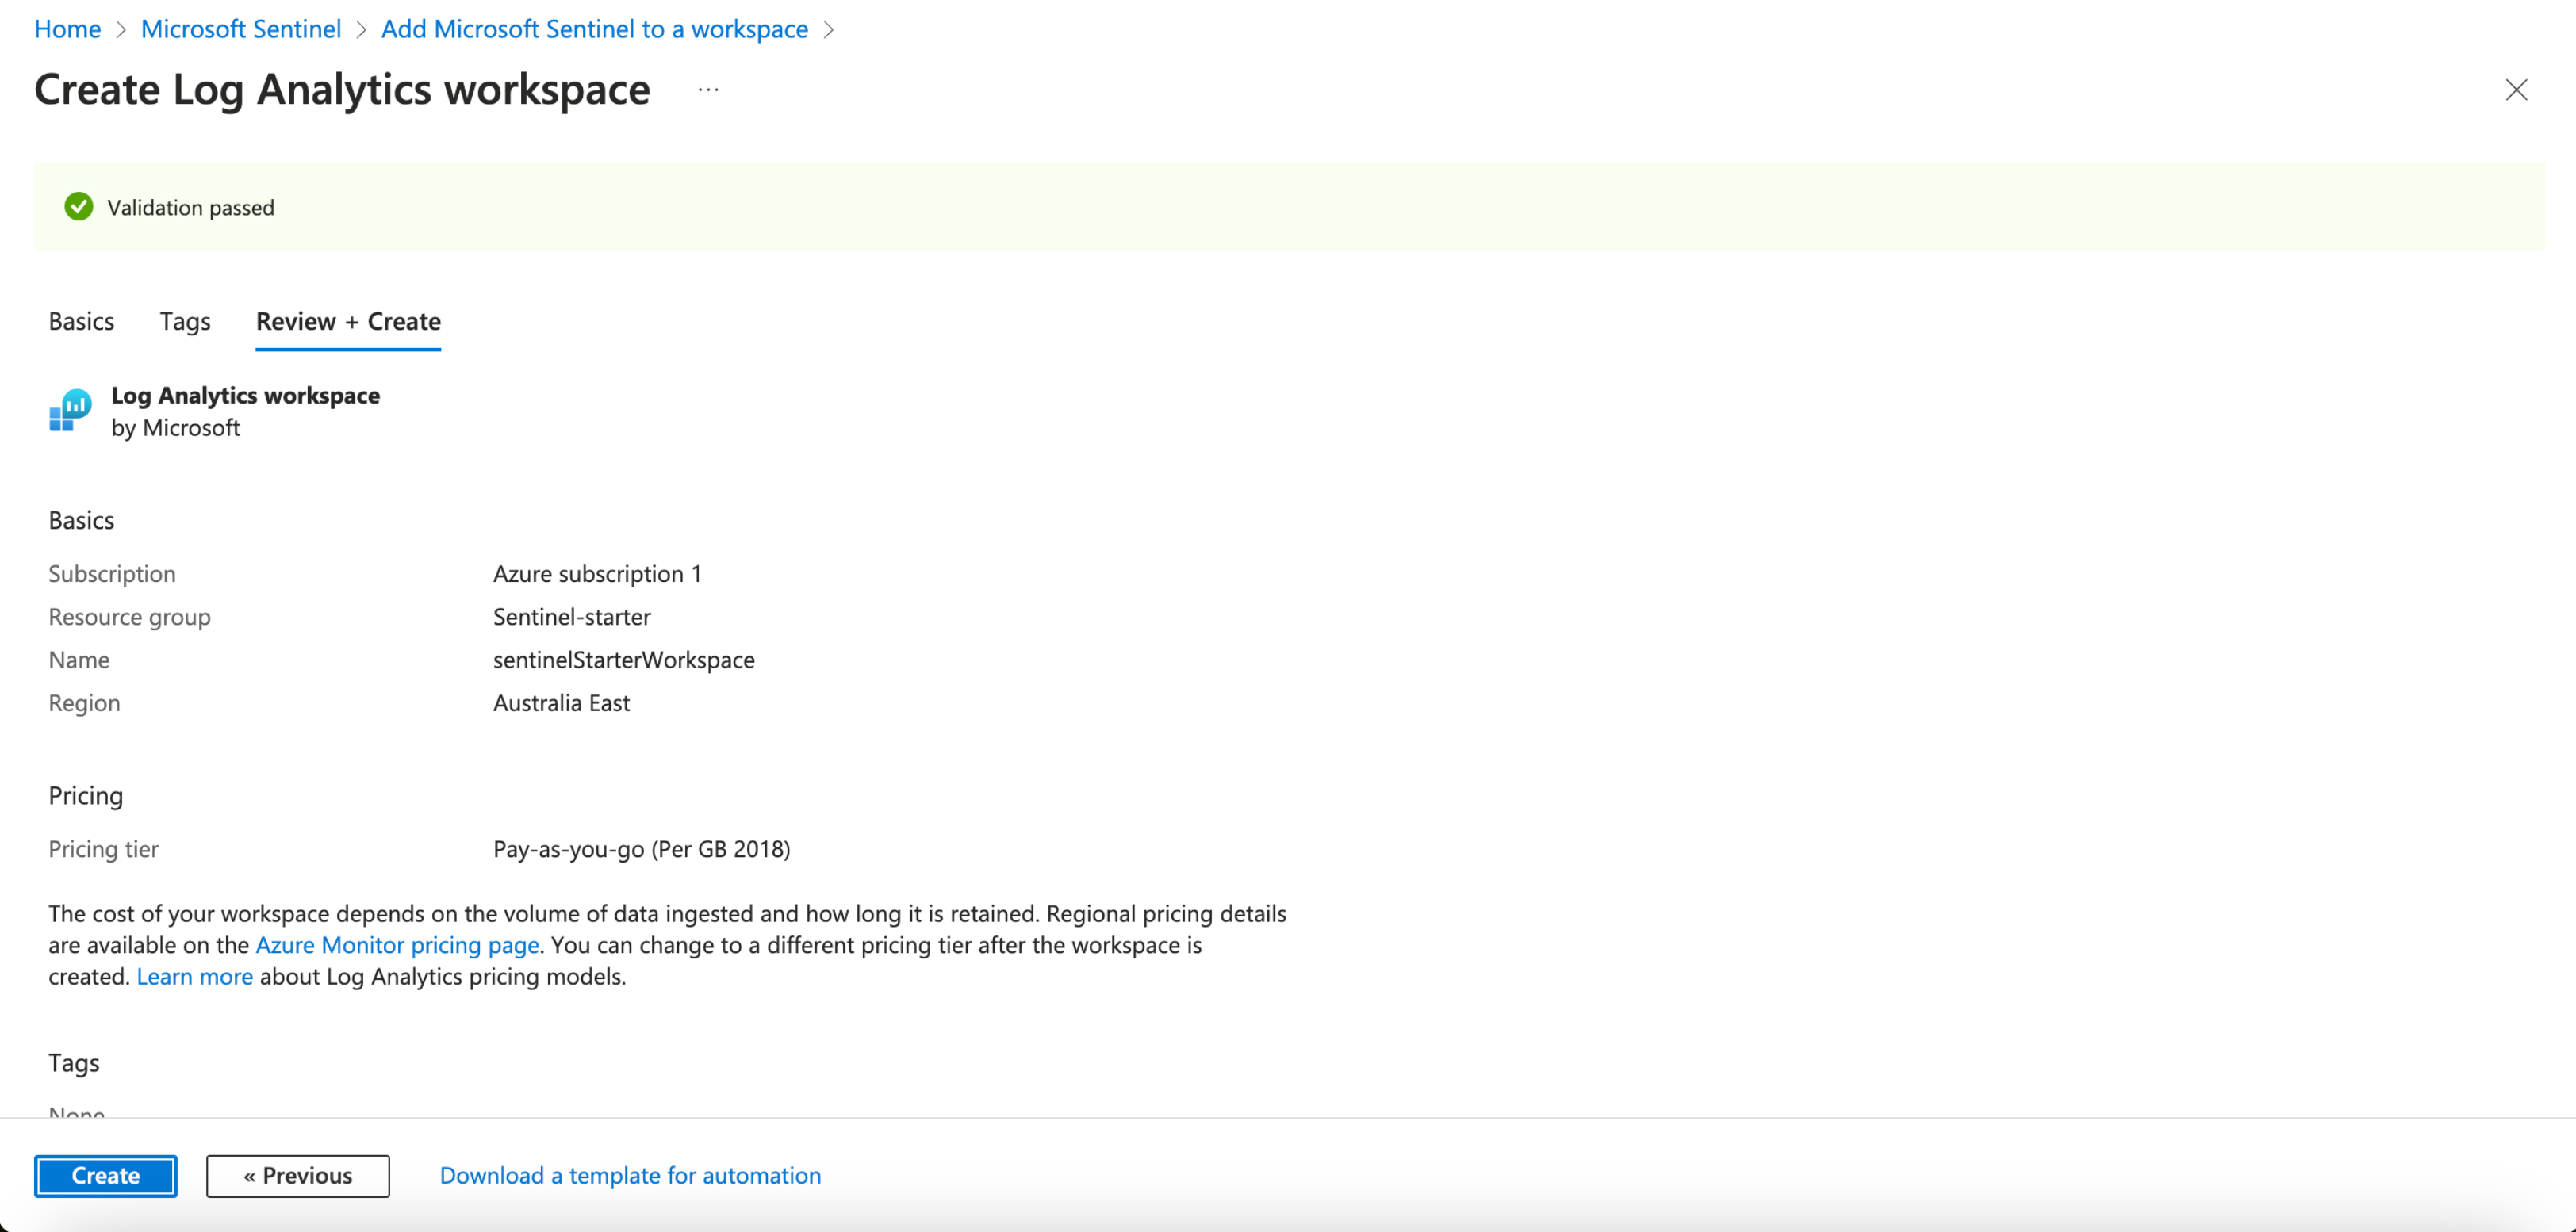 Home > Microsoft Sentinel > Add Microsoft Sentinel to a workspace >
Create Log Analytics workspace ...
Validation passed
Basics Tags Review + Create
Log Analytics workspace
by Microsoft
Basics
Subscription Azure subscription 1
Resource group Sentinel-starter
Name sentinelStarterWorkspace
Region Australia East
Pricing
Pricing tier Pay-as-you-go (Per GB 2018)
The cost of your workspace depends on the volume of data ingested and how long it is retained. Regional pricing details
are available on the Azure Monitor pricing page. You can change to a different pricing tier after the workspace is
created. Learn more about Log Analytics pricing models.
Tags
None
Create « Previous Download a template for automation